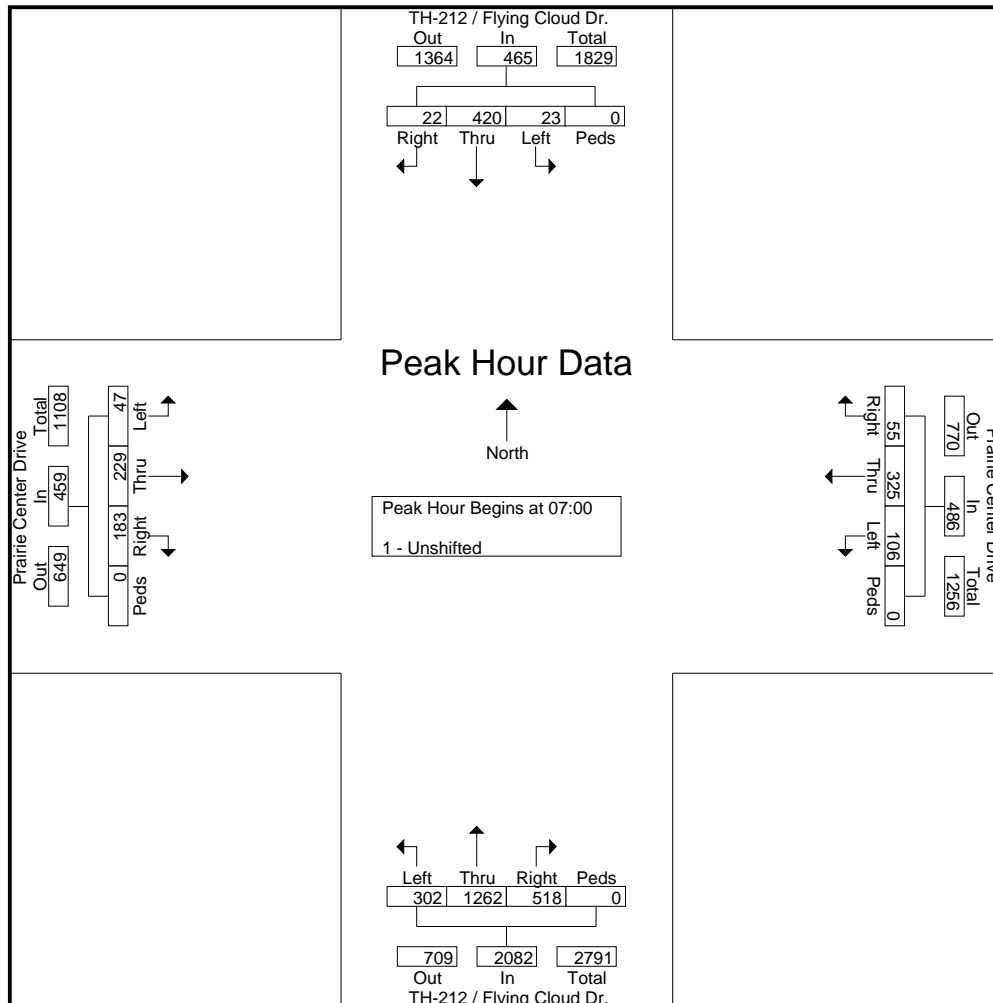 TH-212 / Flying Cloud Dr.
Out In Total
1364 465 1829
22 420 23 0
Right Thru Left Peds
Peak Hour Data
North
Peak Hour Begins at 07:00
1 - Unshifted
Prairie Center Drive
Total In Out
1108 459 649
47 229 183 0
Left Thru Right Peds
Prairie Center Drive
Out In Total
770 486 1256
55 325 106 0
Right Thru Left Peds
Left Thru Right Peds
302 1262 518 0
709 2082 2791
Out In Total
TH-212 / Flying Cloud Dr.